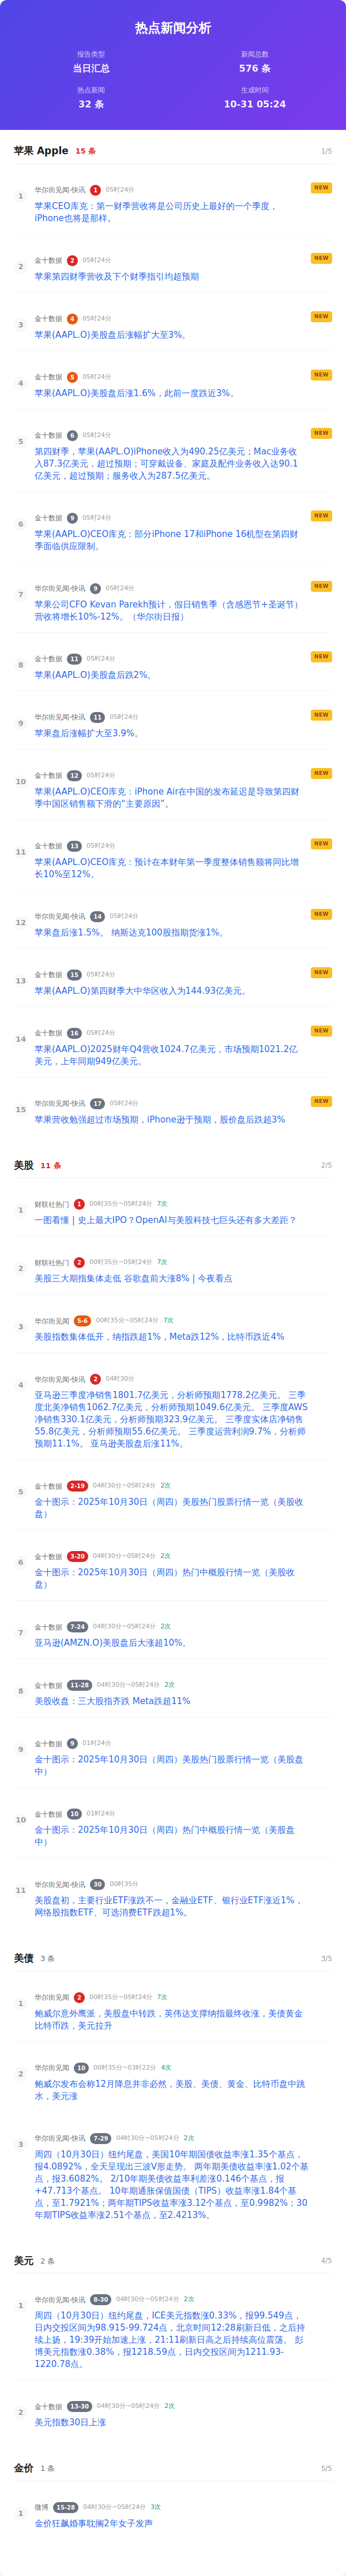 热点新闻分析
报告类型
当日汇总
新闻总数
576 条
热点新闻
32 条
生成时间
10-31 05:24
苹果 Apple 15 条 1/5
1
华尔街见闻-快讯 1 05时24分 NEW
苹果CEO库克：第一财季营收将是公司历史上最好的一个季度，
iPhone也将是那样。
2
金十数据 2 05时24分 NEW
苹果第四财季营收及下个财季指引均超预期
3
金十数据 4 05时24分 NEW
苹果(AAPL.O)美股盘后涨幅扩大至3%。
4
金十数据 5 05时24分 NEW
苹果(AAPL.O)美股盘后涨1.6%，此前一度跌近3%。
5
金十数据 6 05时24分 NEW
第四财季，苹果(AAPL.O)iPhone收入为490.25亿美元；Mac业务收
入87.3亿美元，超过预期；可穿戴设备、家庭及配件业务收入达90.1
亿美元，超过预期；服务收入为287.5亿美元。
6
金十数据 9 05时24分 NEW
苹果(AAPL.O)CEO库克：部分iPhone 17和iPhone 16机型在第四财
季面临供应限制。
7
华尔街见闻-快讯 9 05时24分 NEW
苹果公司CFO Kevan Parekh预计，假日销售季（含感恩节+圣诞节）
营收将增长10%-12%。（华尔街日报）
8
金十数据 11 05时24分 NEW
苹果(AAPL.O)美股盘后跌2%。
9
华尔街见闻-快讯 11 05时24分 NEW
苹果盘后涨幅扩大至3.9%。
10
金十数据 12 05时24分 NEW
苹果(AAPL.O)CEO库克：iPhone Air在中国的发布延迟是导致第四财
季中国区销售额下滑的“主要原因”。
11
金十数据 13 05时24分 NEW
苹果(AAPL.O)CEO库克：预计在本财年第一季度整体销售额将同比增
长10%至12%。
12
华尔街见闻-快讯 14 05时24分 NEW
苹果盘后涨1.5%。 纳斯达克100股指期货涨1%。
13
金十数据 15 05时24分 NEW
苹果(AAPL.O)第四财季大中华区收入为144.93亿美元。
14
金十数据 16 05时24分 NEW
苹果(AAPL.O)2025财年Q4营收1024.7亿美元，市场预期1021.2亿
美元，上年同期949亿美元。
15
华尔街见闻-快讯 17 05时24分 NEW
苹果营收勉强超过市场预期，iPhone逊于预期，股价盘后跌超3%
美股 11 条 2/5
1
财联社热门 1 00时35分~05时24分 7次
一图看懂 | 史上最大IPO？OpenAI与美股科技七巨头还有多大差距？
2
财联社热门 2 00时35分~05时24分 7次
美股三大期指集体走低 谷歌盘前大涨8% | 今夜看点
3
华尔街见闻 5-6 00时35分~05时24分 7次
美股指数集体低开，纳指跌超1%，Meta跌12%，比特币跌近4%
4
华尔街见闻-快讯 2 04时30分
亚马逊三季度净销售1801.7亿美元，分析师预期1778.2亿美元。 三季
度北美净销售1062.7亿美元，分析师预期1049.6亿美元。 三季度AWS
净销售330.1亿美元，分析师预期323.9亿美元。 三季度实体店净销售
55.8亿美元，分析师预期55.6亿美元。 三季度运营利润9.7%，分析师
预期11.1%。 亚马逊美股盘后涨11%。
5
金十数据 2-19 04时30分~05时24分 2次
金十图示：2025年10月30日（周四）美股热门股票行情一览（美股收
盘）
6
金十数据 3-20 04时30分~05时24分 2次
金十图示：2025年10月30日（周四）热门中概股行情一览（美股收
盘）
7
金十数据 7-24 04时30分~05时24分 2次
亚马逊(AMZN.O)美股盘后大涨超10%。
8
金十数据 11-28 04时30分~05时24分 2次
美股收盘：三大股指齐跌 Meta跌超11%
9
金十数据 9 01时24分
金十图示：2025年10月30日（周四）美股热门股票行情一览（美股盘
中）
10
金十数据 10 01时24分
金十图示：2025年10月30日（周四）热门中概股行情一览（美股盘
中）
11
华尔街见闻-快讯 30 00时35分
美股盘初，主要行业ETF涨跌不一，金融业ETF、银行业ETF涨近1%，
网络股指数ETF、可选消费ETF跌超1%。
美债 3 条 3/5
1
华尔街见闻 2 00时35分~05时24分 7次
鲍威尔意外鹰派，美股盘中转跌，英伟达支撑纳指最终收涨，美债黄金
比特币跌，美元拉升
2
华尔街见闻 10 00时35分~03时22分 4次
鲍威尔发布会称12月降息并非必然，美股、美债、黄金、比特币盘中跳
水，美元涨
3
华尔街见闻-快讯 7-29 04时30分~05时24分 2次
周四（10月30日）纽约尾盘，美国10年期国债收益率涨1.35个基点，
报4.0892%，全天呈现出三波V形走势。 两年期美债收益率涨1.02个基
点，报3.6082%。 2/10年期美债收益率利差涨0.146个基点，报
+47.713个基点。 10年期通胀保值国债（TIPS）收益率涨1.84个基
点，至1.7921%；两年期TIPS收益率涨3.12个基点，至0.9982%；30
年期TIPS收益率涨2.51个基点，至2.4213%。
美元 2 条 4/5
1
华尔街见闻-快讯 8-30 04时30分~05时24分 2次
周四（10月30日）纽约尾盘，ICE美元指数涨0.33%，报99.549点，
日内交投区间为98.915-99.724点，北京时间12:28刷新日低，之后持
续上扬，19:39开始加速上涨，21:11刷新日高之后持续高位震荡。 彭
博美元指数涨0.38%，报1218.59点，日内交投区间为1211.93-
1220.78点。
2
金十数据 13-30 04时30分~05时24分 2次
美元指数30日上涨
金价 1 条 5/5
1
微博 15-28 04时30分~05时24分 3次
金价狂飙婚事耽搁2年女子发声